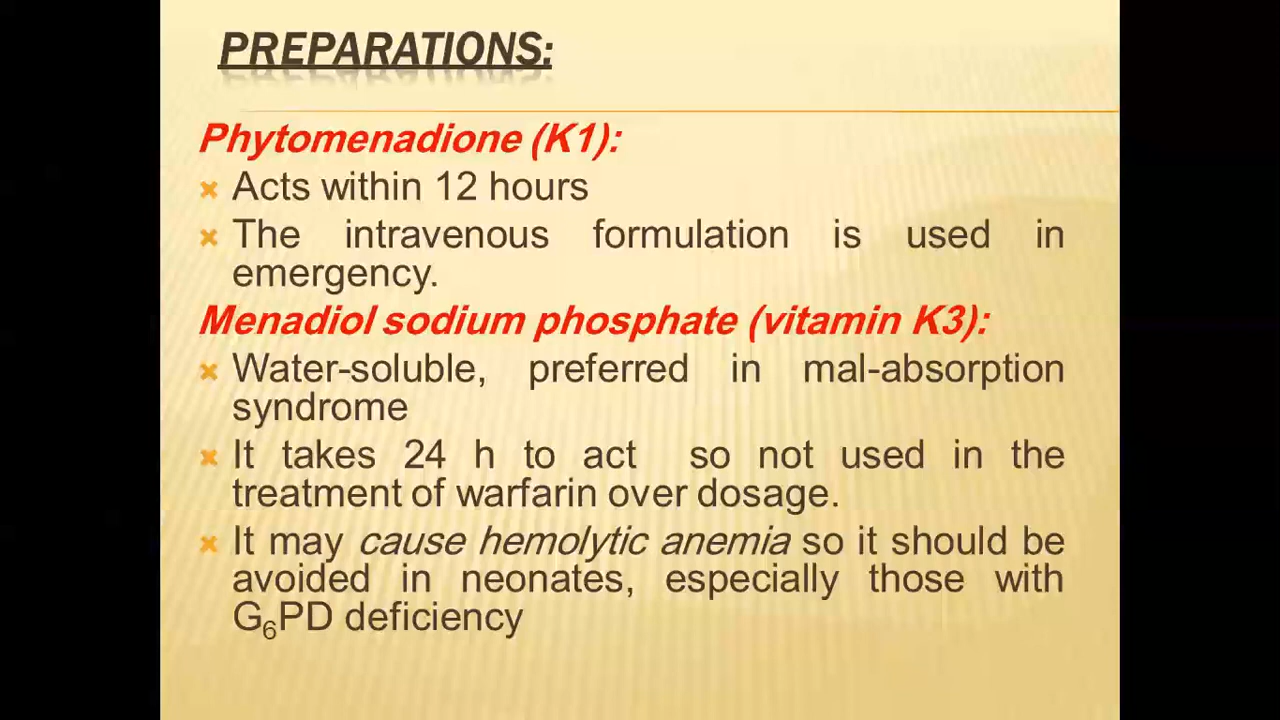 PREPARATIONS:
Phytomenadione (K1):
Acts within 12 hours
The intravenous formulation is used in
emergency.
Menadiol sodium phosphate (vitamin K3):
Water-soluble, preferred in mal-absorption
syndrome
It takes 24 h to act so not used in the
treatment of warfarin over dosage.
It may cause hemolytic anemia so it should be
avoided in neonates, especially those with
G₆PD deficiency